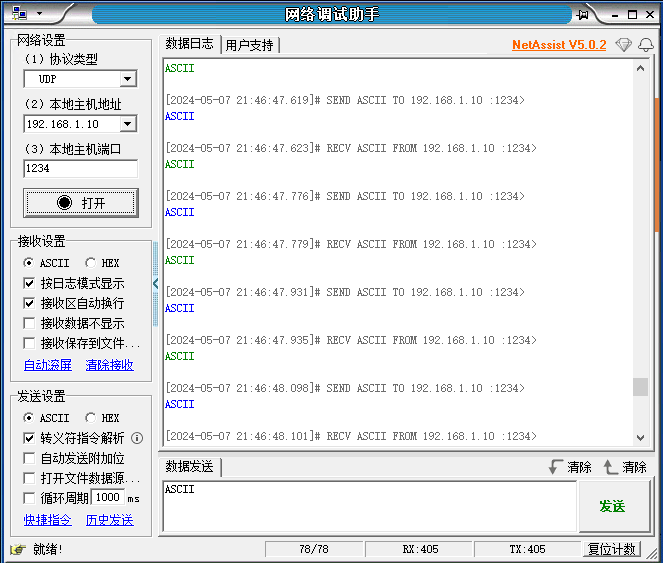 网络调试助手
网络设置
(1) 协议类型
UDP
(2) 本地主机地址
192.168.1.10
(3) 本地主机端口
1234
打开
接收设置
ASCII HEX
按日志模式显示
接收区自动换行
接收数据不显示
接收保存到文件...
自动滚屏 清除接收
发送设置
ASCII HEX
转义符指令解析
自动发送附加位
打开文件数据源...
循环周期 1000 ms
快捷指令 历史发送
数据日志 用户支持 NetAssist V5.0.2
ASCII
[2024-05-07 21:46:47.619]# SEND ASCII TO 192.168.1.10 :1234>
ASCII
[2024-05-07 21:46:47.623]# RECV ASCII FROM 192.168.1.10 :1234>
ASCII
[2024-05-07 21:46:47.776]# SEND ASCII TO 192.168.1.10 :1234>
ASCII
[2024-05-07 21:46:47.779]# RECV ASCII FROM 192.168.1.10 :1234>
ASCII
[2024-05-07 21:46:47.931]# SEND ASCII TO 192.168.1.10 :1234>
ASCII
[2024-05-07 21:46:47.935]# RECV ASCII FROM 192.168.1.10 :1234>
ASCII
[2024-05-07 21:46:48.098]# SEND ASCII TO 192.168.1.10 :1234>
ASCII
[2024-05-07 21:46:48.101]# RECV ASCII FROM 192.168.1.10 :1234>
数据发送 清除 清除
ASCII
发送
就绪! 78/78 RX:405 TX:405 复位计数